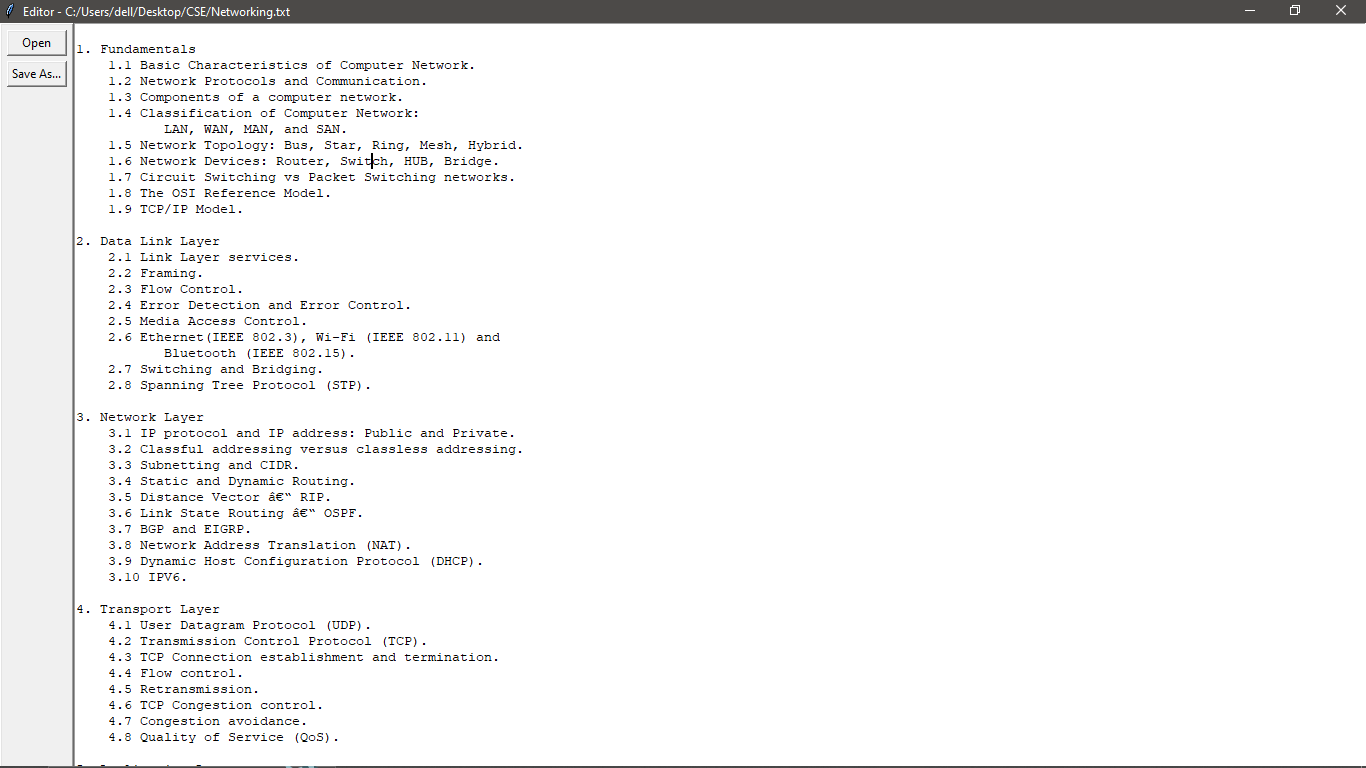 Editor - C:/Users/dell/Desktop/CSE/Networking.txt
Open
Save As...
1. Fundamentals
1.1 Basic Characteristics of Computer Network.
1.2 Network Protocols and Communication.
1.3 Components of a computer network.
1.4 Classification of Computer Network:
LAN, WAN, MAN, and SAN.
1.5 Network Topology: Bus, Star, Ring, Mesh, Hybrid.
1.6 Network Devices: Router, Switch, HUB, Bridge.
1.7 Circuit Switching vs Packet Switching networks.
1.8 The OSI Reference Model.
1.9 TCP/IP Model.
2. Data Link Layer
2.1 Link Layer services.
2.2 Framing.
2.3 Flow Control.
2.4 Error Detection and Error Control.
2.5 Media Access Control.
2.6 Ethernet(IEEE 802.3), Wi-Fi (IEEE 802.11) and
Bluetooth (IEEE 802.15).
2.7 Switching and Bridging.
2.8 Spanning Tree Protocol (STP).
3. Network Layer
3.1 IP protocol and IP address: Public and Private.
3.2 Classful addressing versus classless addressing.
3.3 Subnetting and CIDR.
3.4 Static and Dynamic Routing.
3.5 Distance Vector â€“ RIP.
3.6 Link State Routing â€“ OSPF.
3.7 BGP and EIGRP.
3.8 Network Address Translation (NAT).
3.9 Dynamic Host Configuration Protocol (DHCP).
3.10 IPV6.
4. Transport Layer
4.1 User Datagram Protocol (UDP).
4.2 Transmission Control Protocol (TCP).
4.3 TCP Connection establishment and termination.
4.4 Flow control.
4.5 Retransmission.
4.6 TCP Congestion control.
4.7 Congestion avoidance.
4.8 Quality of Service (QoS).